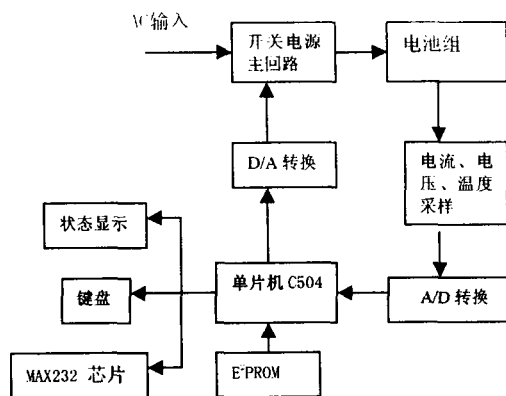 AC输入
开关电源
主回路
电池组
D/A 转换
电流、电
压、温度
采样
状态显示
键盘
单片机 C504
A/D 转换
MAX232 芯片
E²PROM